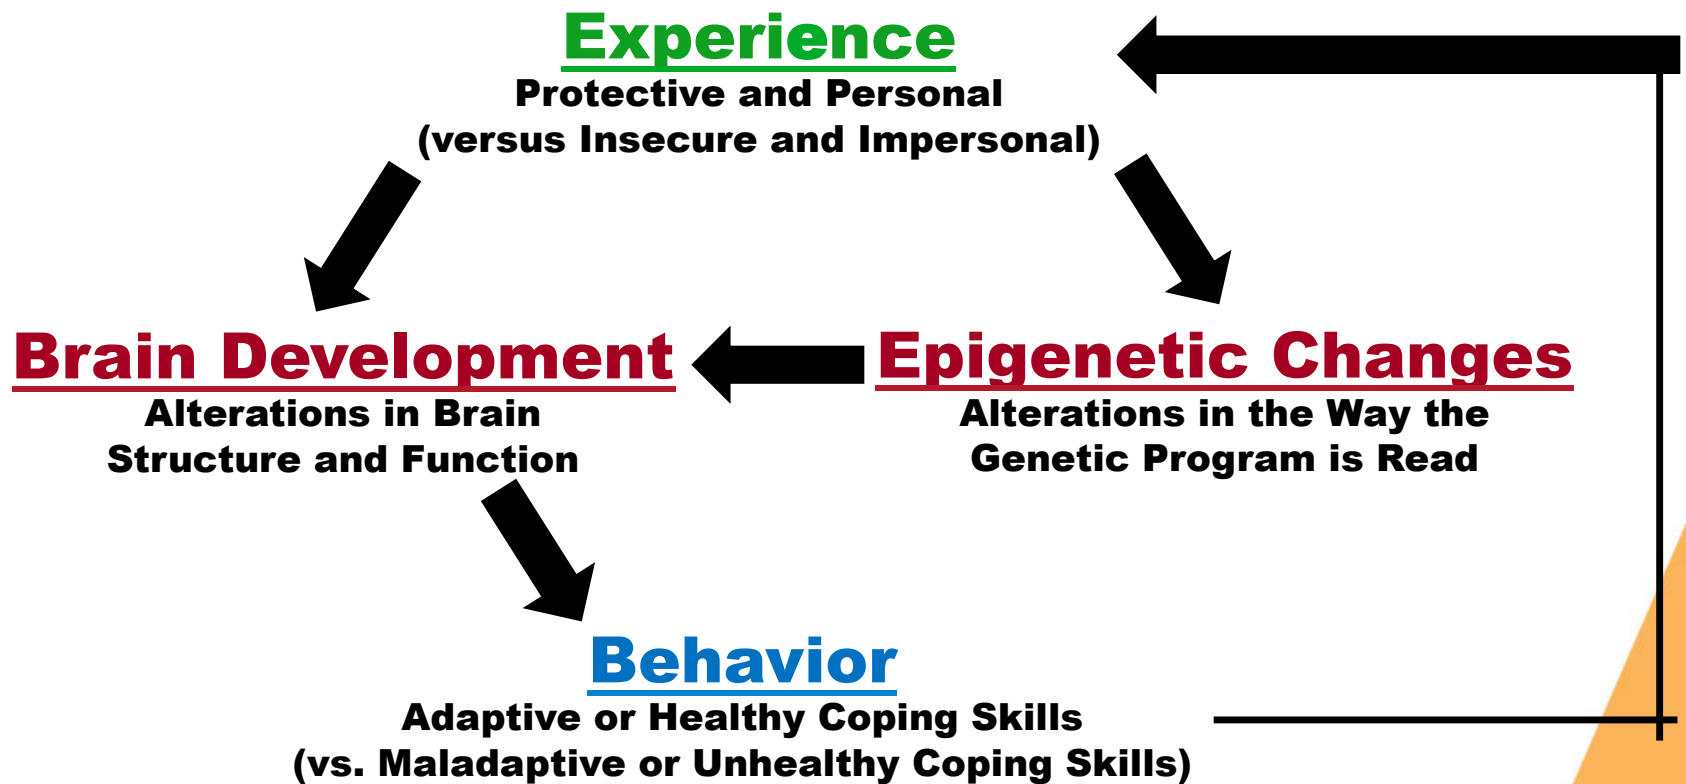 Experience
Protective and Personal
(versus Insecure and Impersonal)
Brain Development
Alterations in Brain
Structure and Function
Epigenetic Changes
Alterations in the Way the
Genetic Program is Read
Behavior
Adaptive or Healthy Coping Skills
(vs. Maladaptive or Unhealthy Coping Skills)